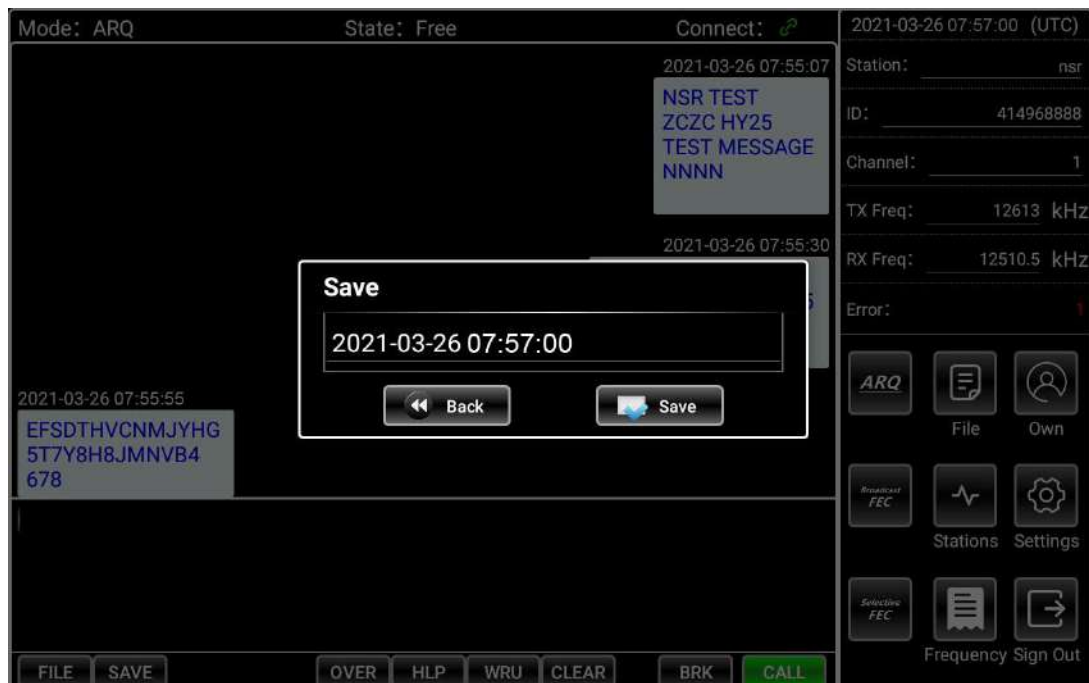 Mode: ARQ
State: Free
Connect:
2021-03-26 07:57:00 (UTC)
2021-03-26 07:55:07
NSR TEST
ZCZC HY25
TEST MESSAGE
NNNN
2021-03-26 07:55:30
5
Save
2021-03-26 07:57:00
Back
Save
2021-03-26 07:55:55
EFSDTHVCNMJYHG
5T7Y8H8JMNVB4
678
FILE
SAVE
OVER
HLP
WRU
CLEAR
BRK
CALL
Station: nsr
ID: 414968888
Channel: 1
TX Freq: 12613 kHz
RX Freq: 12510.5 kHz
Error: 1
ARQ
File
Own
Broadcast
FEC
Stations
Settings
Selective
FEC
Frequency
Sign Out